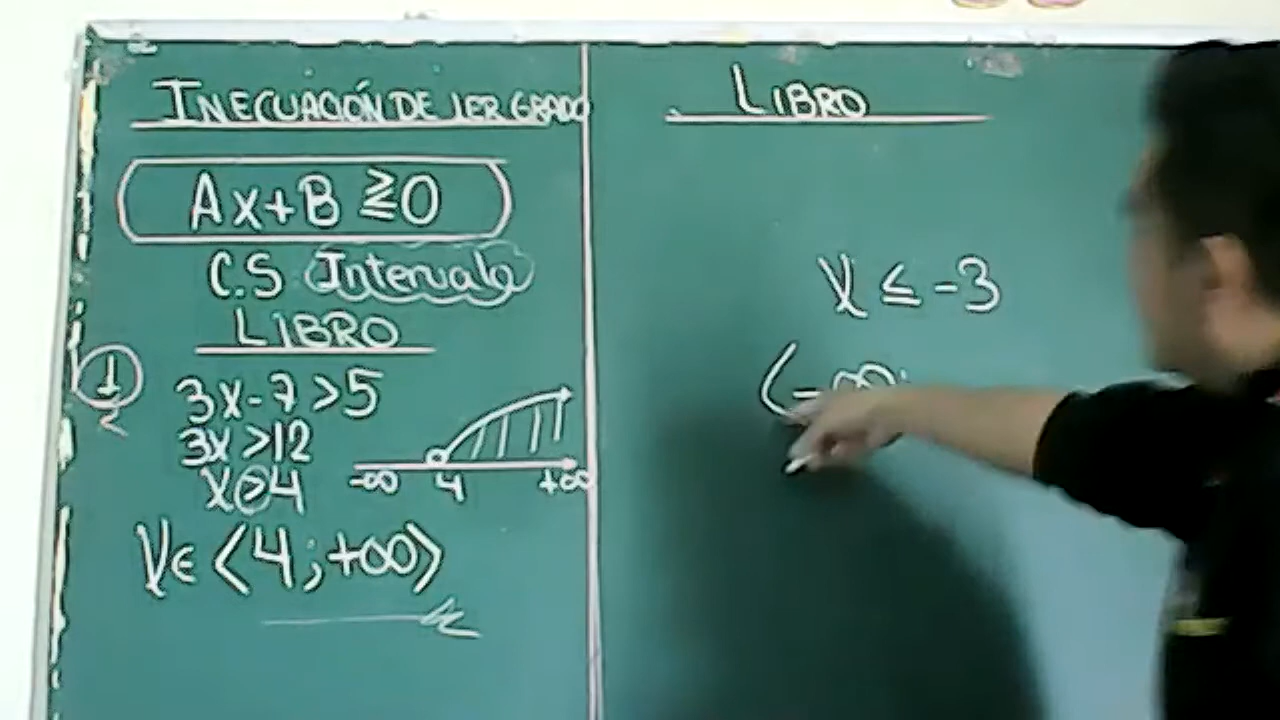 INECUACIÓN DE 1ER GRADO
Ax+B ≷0
C.S Intervalo
LIBRO
1
3x-7>5
3x>12
x>4
-∞ 4 +∞
x∈⟨4;+∞⟩
LIBRO
x ≤ -3
⟨-∞;